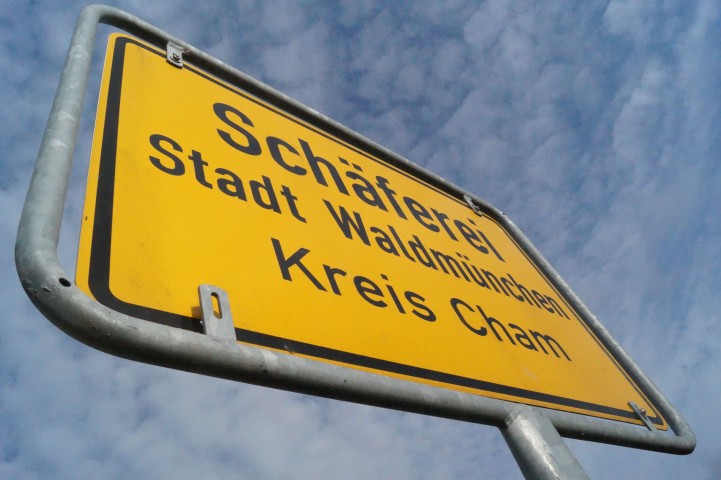 Schäferei
Stadt Waldmünchen
Kreis Cham